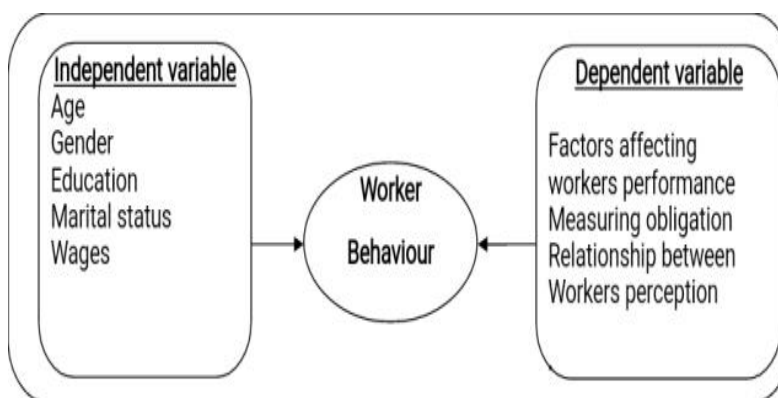 Independent variable
Age
Gender
Education
Marital status
Wages
Worker
Behaviour
Dependent variable
Factors affecting
workers performance
Measuring obligation
Relationship between
Workers perception